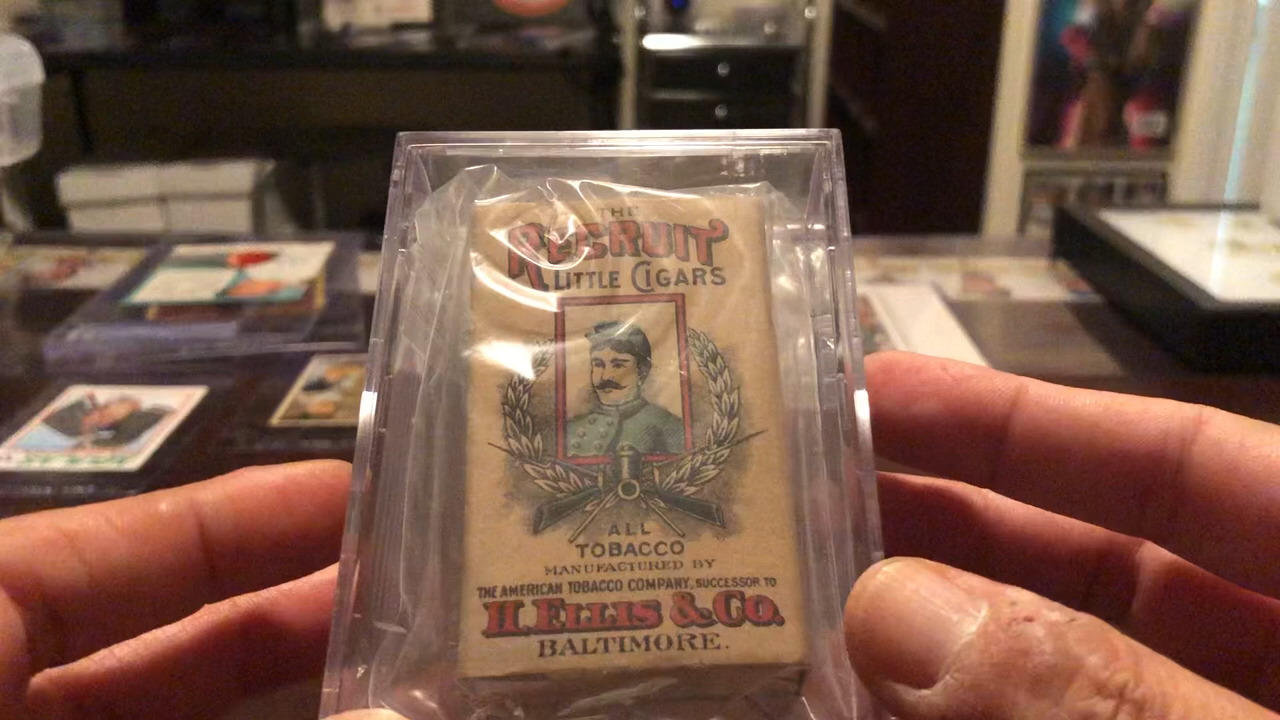 THE
RECRUIT
LITTLE CIGARS
ALL
TOBACCO
MANUFACTURED BY
THE AMERICAN TOBACCO COMPANY, SUCCESSOR TO
H. ELLIS & CO.
BALTIMORE.